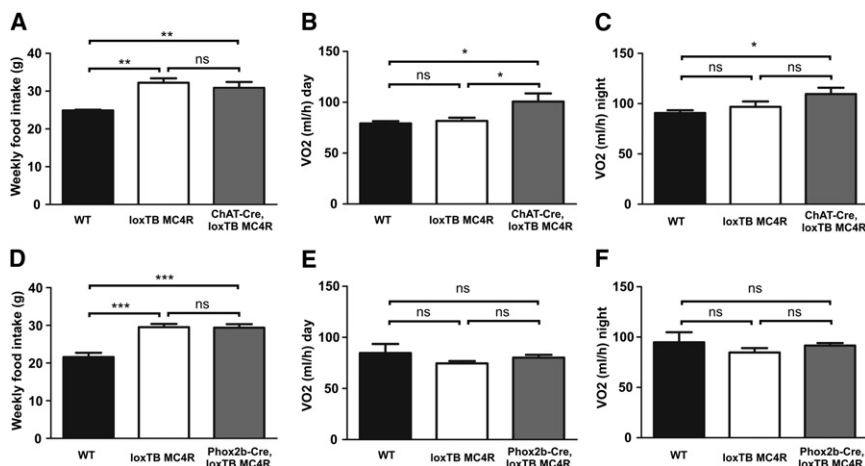 A
Weekly food intake (g)
40
30
20
10
0
**
**
ns
WT
loxTB MC4R
ChAT-Cre,
loxTB MC4R
B
VO2 (ml/h) day
150
100
50
0
*
ns
*
WT
loxTB MC4R
ChAT-Cre,
loxTB MC4R
C
VO2 (ml/h) night
150
100
50
0
*
ns
ns
WT
loxTB MC4R
ChAT-Cre,
loxTB MC4R
D
Weekly food intake (g)
40
30
20
10
0
***
***
ns
WT
loxTB MC4R
Phox2b-Cre,
loxTB MC4R
E
VO2 (ml/h) day
150
100
50
0
ns
ns
ns
WT
loxTB MC4R
Phox2b-Cre,
loxTB MC4R
F
VO2 (ml/h) night
150
100
50
0
ns
ns
ns
WT
loxTB MC4R
Phox2b-Cre,
loxTB MC4R